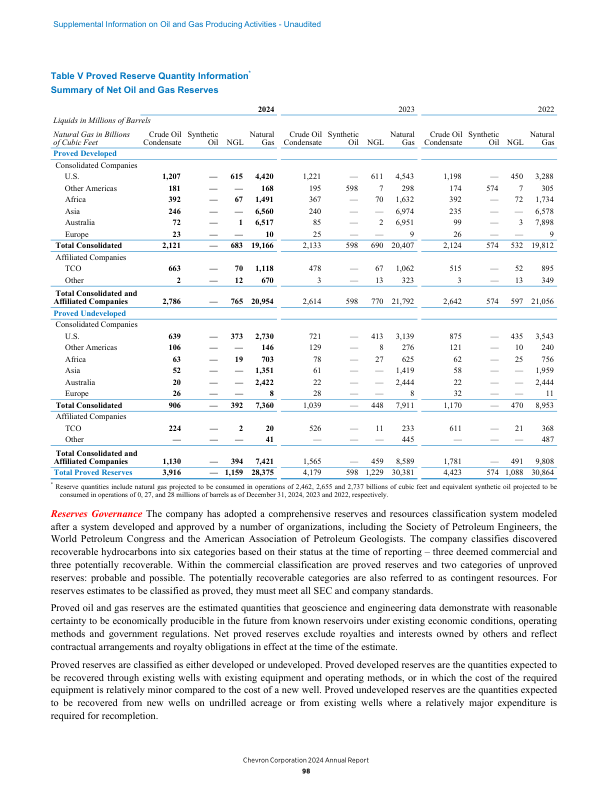 Supplemental Information on Oil and Gas Producing Activities - Unaudited
Table V Proved Reserve Quantity Information*
Summary of Net Oil and Gas Reserves
2024 2023 2022
Liquids in Millions of Barrels
Natural Gas in Billions Crude Oil Synthetic Natural Crude Oil Synthetic Natural Crude Oil Synthetic Natural
of Cubic Feet Condensate Oil NGL Gas Condensate Oil NGL Gas Condensate Oil NGL Gas
Proved Developed
Consolidated Companies
U.S. 1,207 — 615 4,420 1,221 — 611 4,543 1,198 — 450 3,288
Other Americas 181 — — 168 195 598 7 298 174 574 7 305
Africa 392 — 67 1,491 367 — 70 1,632 392 — 72 1,734
Asia 246 — — 6,560 240 — — 6,974 235 — — 6,578
Australia 72 — 1 6,517 85 — 2 6,951 99 — 3 7,898
Europe 23 — — 10 25 — — 9 26 — — 9
Total Consolidated 2,121 — 683 19,166 2,133 598 690 20,407 2,124 574 532 19,812
Affiliated Companies
TCO 663 — 70 1,118 478 — 67 1,062 515 — 52 895
Other 2 — 12 670 3 — 13 323 3 — 13 349
Total Consolidated and
Affiliated Companies 2,786 — 765 20,954 2,614 598 770 21,792 2,642 574 597 21,056
Proved Undeveloped
Consolidated Companies
U.S. 639 — 373 2,730 721 — 413 3,139 875 — 435 3,543
Other Americas 106 — — 146 129 — 8 276 121 — 10 240
Africa 63 — 19 703 78 — 27 625 62 — 25 756
Asia 52 — — 1,351 61 — — 1,419 58 — — 1,959
Australia 20 — — 2,422 22 — — 2,444 22 — — 2,444
Europe 26 — — 8 28 — — 8 32 — — 11
Total Consolidated 906 — 392 7,360 1,039 — 448 7,911 1,170 — 470 8,953
Affiliated Companies
TCO 224 — 2 20 526 — 11 233 611 — 21 368
Other — — — 41 — — — 445 — — — 487
Total Consolidated and
Affiliated Companies 1,130 — 394 7,421 1,565 — 459 8,589 1,781 — 491 9,808
Total Proved Reserves 3,916 — 1,159 28,375 4,179 598 1,229 30,381 4,423 574 1,088 30,864
* Reserve quantities include natural gas projected to be consumed in operations of 2,462, 2,655 and 2,737 billions of cubic feet and equivalent synthetic oil projected to be
consumed in operations of 0, 27, and 28 millions of barrels as of December 31, 2024, 2023 and 2022, respectively.
Reserves Governance The company has adopted a comprehensive reserves and resources classification system modeled
after a system developed and approved by a number of organizations, including the Society of Petroleum Engineers, the
World Petroleum Congress and the American Association of Petroleum Geologists. The company classifies discovered
recoverable hydrocarbons into six categories based on their status at the time of reporting – three deemed commercial and
three potentially recoverable. Within the commercial classification are proved reserves and two categories of unproved
reserves: probable and possible. The potentially recoverable categories are also referred to as contingent resources. For
reserves estimates to be classified as proved, they must meet all SEC and company standards.
Proved oil and gas reserves are the estimated quantities that geoscience and engineering data demonstrate with reasonable
certainty to be economically producible in the future from known reservoirs under existing economic conditions, operating
methods and government regulations. Net proved reserves exclude royalties and interests owned by others and reflect
contractual arrangements and royalty obligations in effect at the time of the estimate.
Proved reserves are classified as either developed or undeveloped. Proved developed reserves are the quantities expected to
be recovered through existing wells with existing equipment and operating methods, or in which the cost of the required
equipment is relatively minor compared to the cost of a new well. Proved undeveloped reserves are the quantities expected
to be recovered from new wells on undrilled acreage or from existing wells where a relatively major expenditure is
required for recompletion.
Chevron Corporation 2024 Annual Report
98